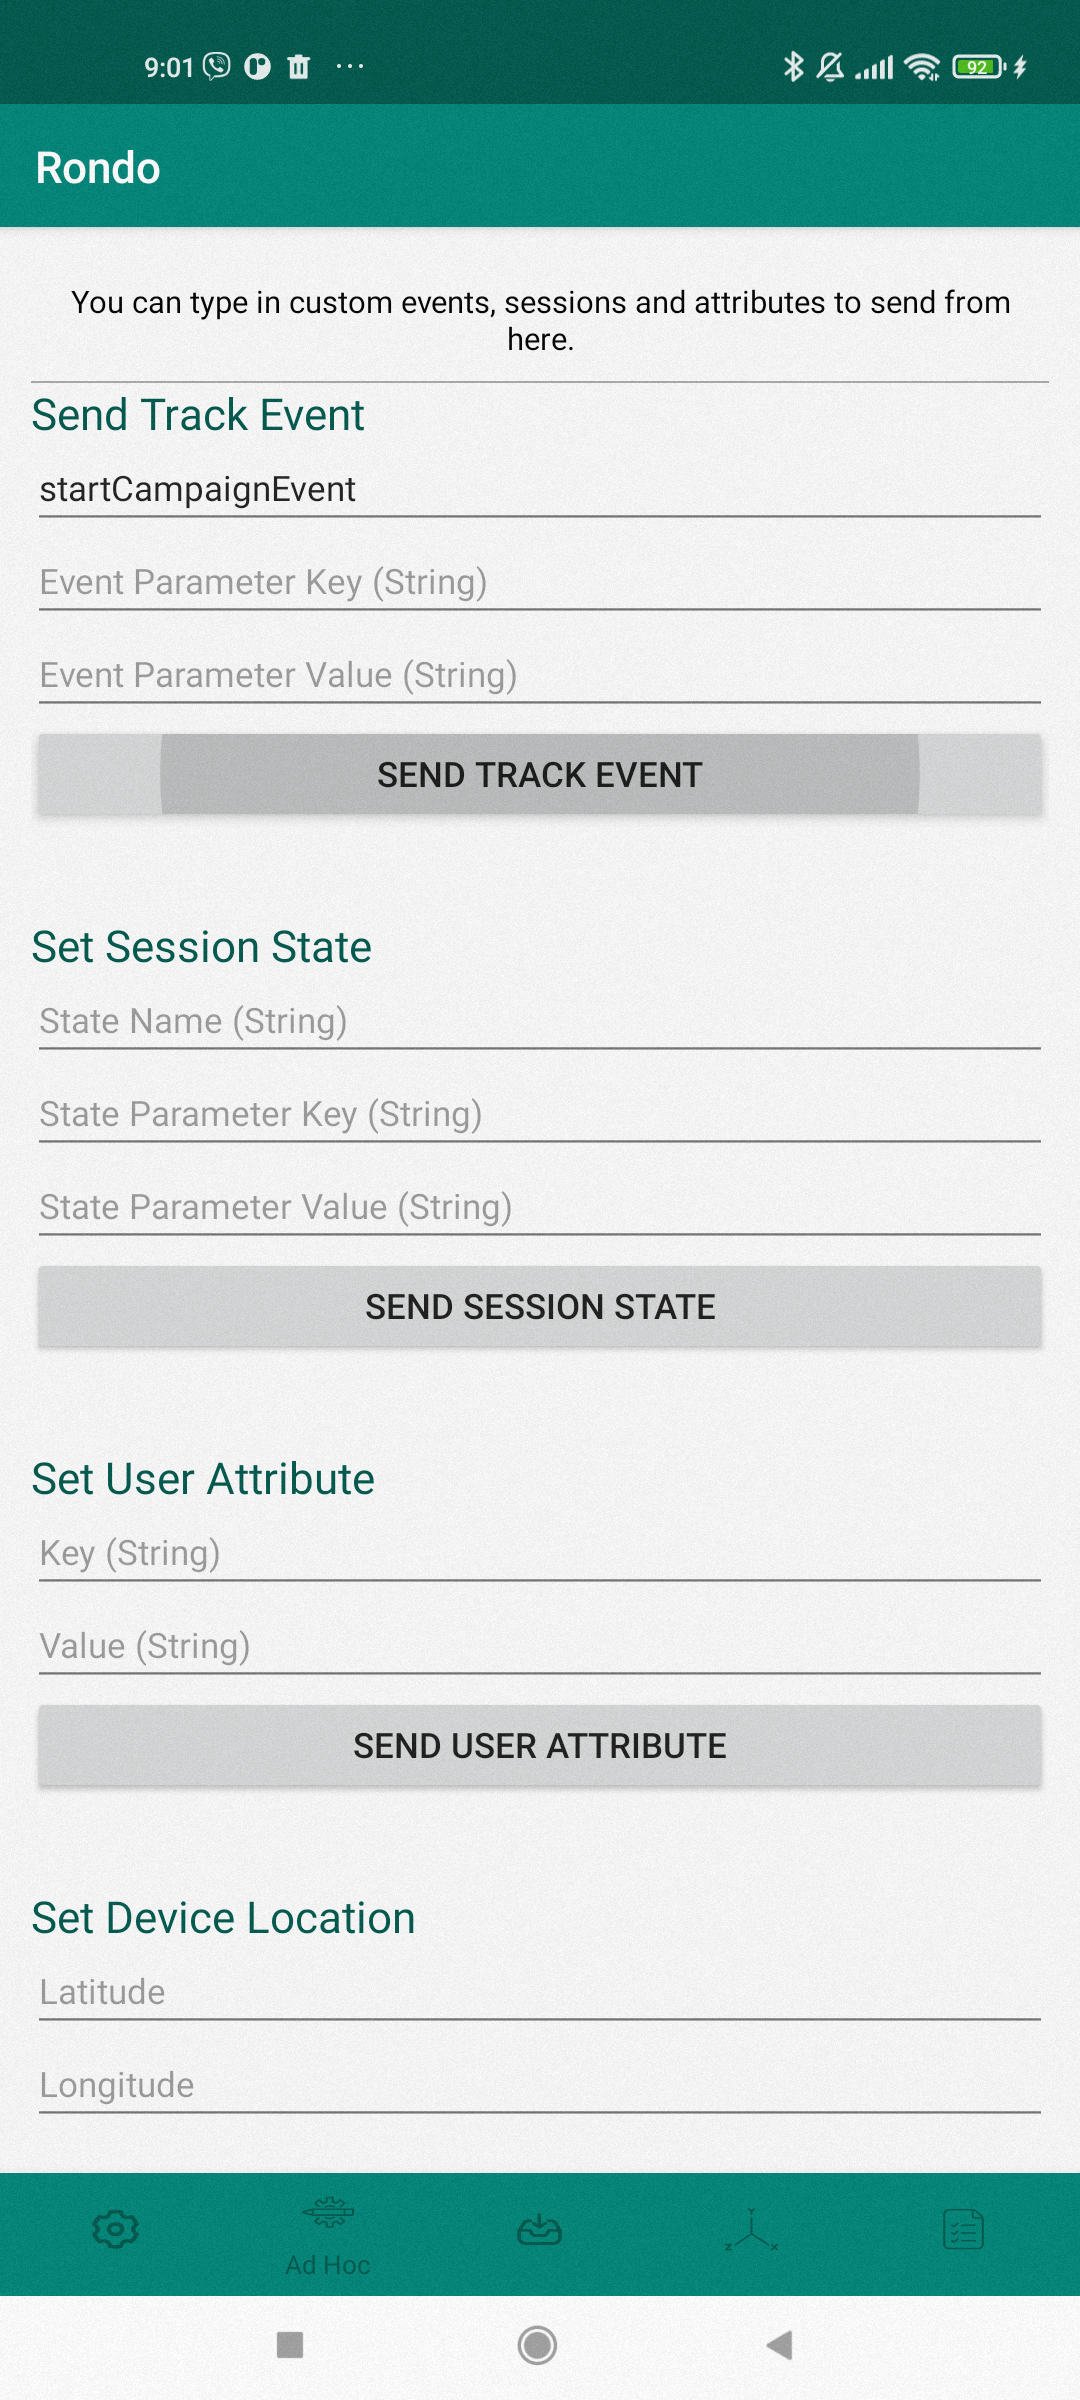 9:01 ... 92
Rondo
You can type in custom events, sessions and attributes to send from
here.
Send Track Event
startCampaignEvent
Event Parameter Key (String)
Event Parameter Value (String)
SEND TRACK EVENT
Set Session State
State Name (String)
State Parameter Key (String)
State Parameter Value (String)
SEND SESSION STATE
Set User Attribute
Key (String)
Value (String)
SEND USER ATTRIBUTE
Set Device Location
Latitude
Longitude
Y
Z X
Ad Hoc